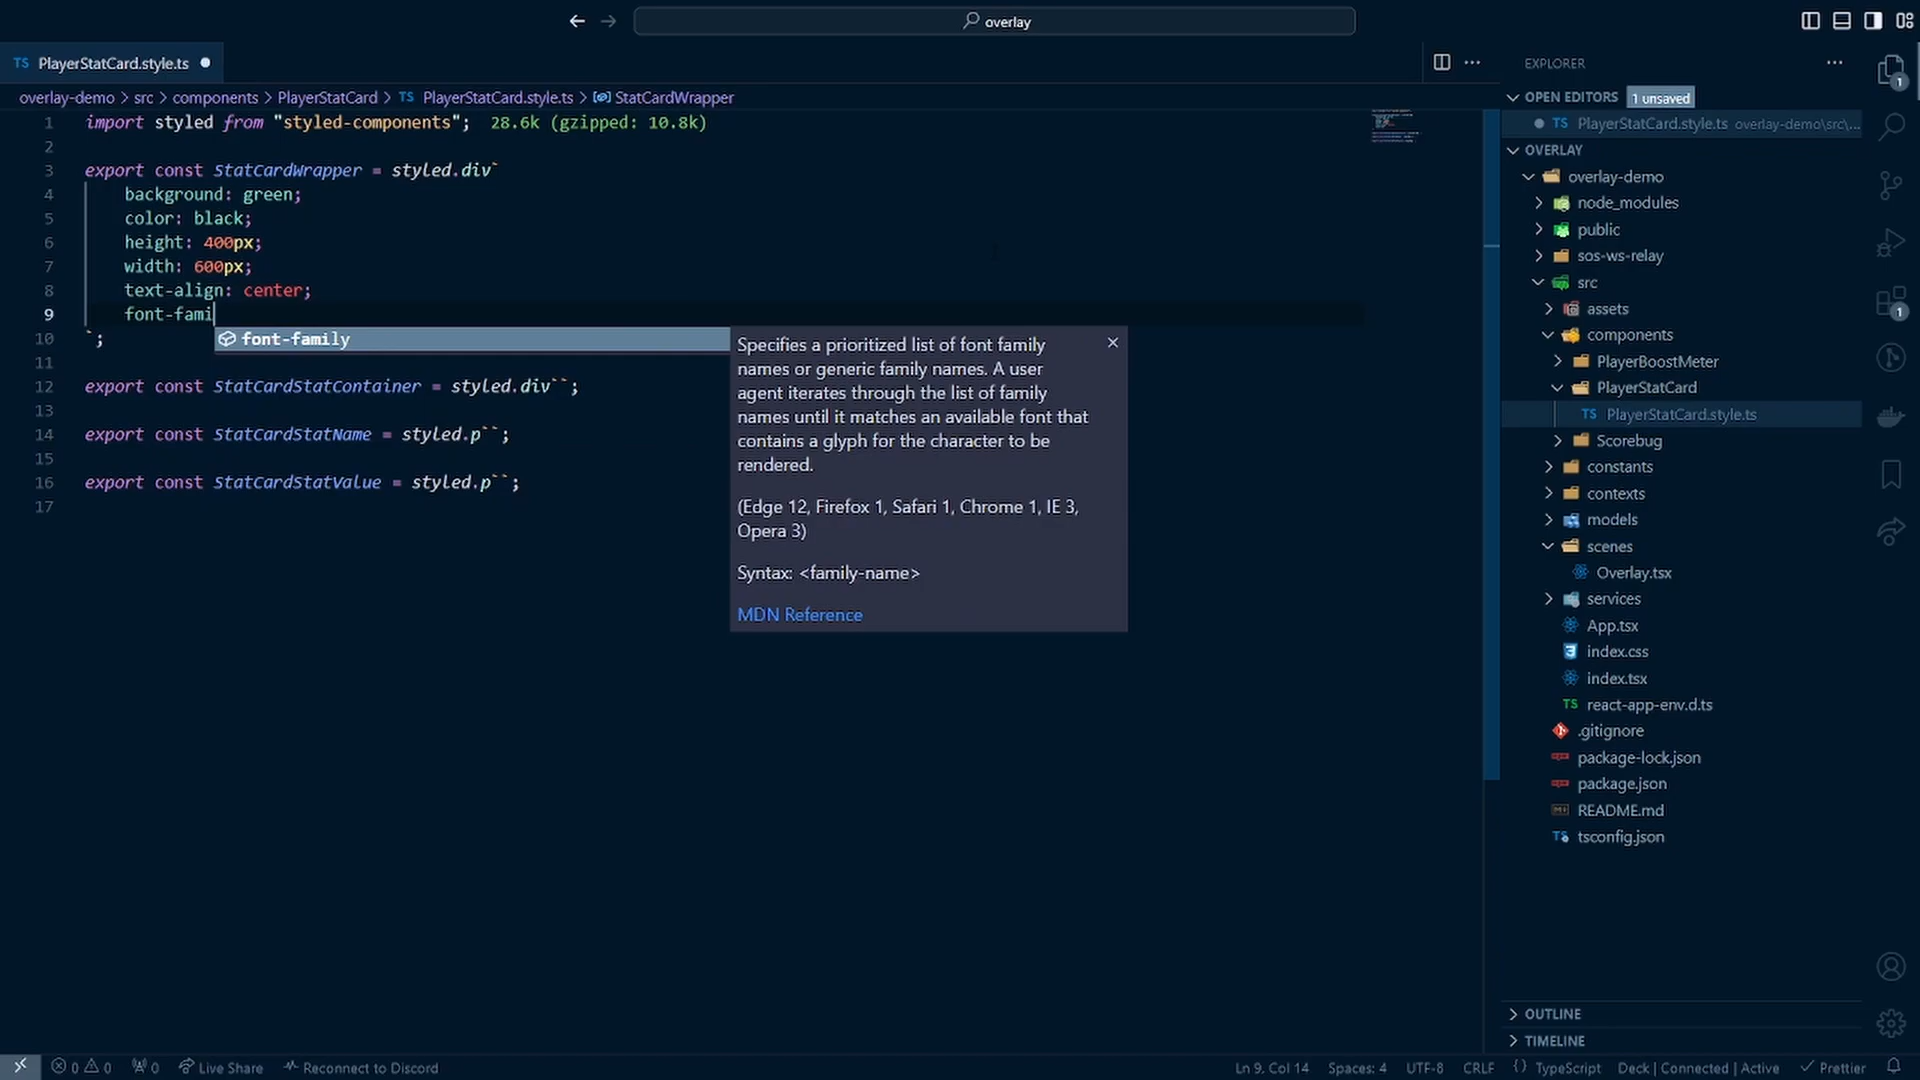 overlay
TS PlayerStatCard.style.ts
overlay-demo > src > components > PlayerStatCard > TS PlayerStatCard.style.ts > StatCardWrapper
1 import styled from "styled-components"; 28.6k (gzipped: 10.8k)
2
3 export const StatCardWrapper = styled.div`
4 background: green;
5 color: black;
6 height: 400px;
7 width: 600px;
8 text-align: center;
9 font-fami
10 `;
11
12 export const StatCardStatContainer = styled.div``;
13
14 export const StatCardStatName = styled.p``;
15
16 export const StatCardStatValue = styled.p``;
17
font-family
Specifies a prioritized list of font family
names or generic family names. A user
agent iterates through the list of family
names until it matches an available font that
contains a glyph for the character to be
rendered.
(Edge 12, Firefox 1, Safari 1, Chrome 1, IE 3,
Opera 3)
Syntax: <family-name>
MDN Reference
EXPLORER
OPEN EDITORS 1 unsaved
TS PlayerStatCard.style.ts overlay-demo\src\...
OVERLAY
overlay-demo
node_modules
public
sos-ws-relay
src
assets
components
PlayerBoostMeter
PlayerStatCard
TS PlayerStatCard.style.ts
Scorebug
constants
contexts
models
scenes
Overlay.tsx
services
App.tsx
index.css
index.tsx
TS react-app-env.d.ts
.gitignore
package-lock.json
package.json
README.md
tsconfig.json
OUTLINE
TIMELINE
1
1
0 0 0 Live Share Reconnect to Discord
Ln 9, Col 14 Spaces: 4 UTF-8 CRLF {} TypeScript Deck | Connected | Active Prettier